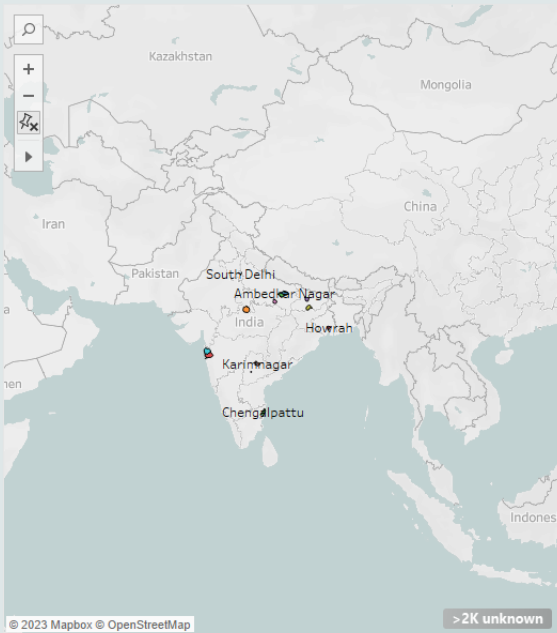 Kazakhstan
Mongolia
China
Iran
Pakistan
South Delhi
Ambedkar Nagar
India
Howrah
Karimnagar
Chengalpattu
Indones
© 2023 Mapbox © OpenStreetMap
>2K unknown